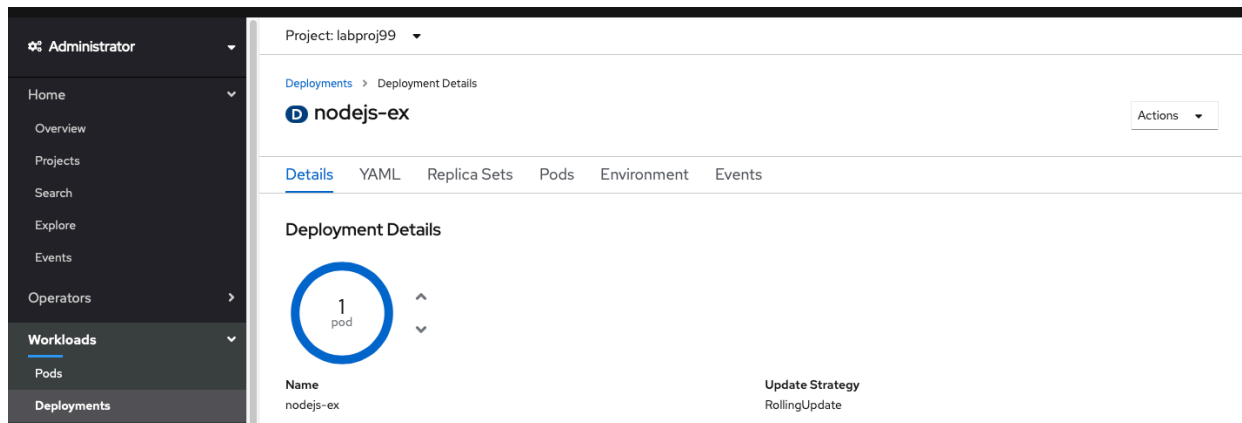 Administrator
Home
Overview
Projects
Search
Explore
Events
Operators
Workloads
Pods
Deployments
Project: labproj99
Deployments > Deployment Details
D nodejs-ex
Actions
Details YAML Replica Sets Pods Environment Events
Deployment Details
1
pod
Name
nodejs-ex
Update Strategy
RollingUpdate